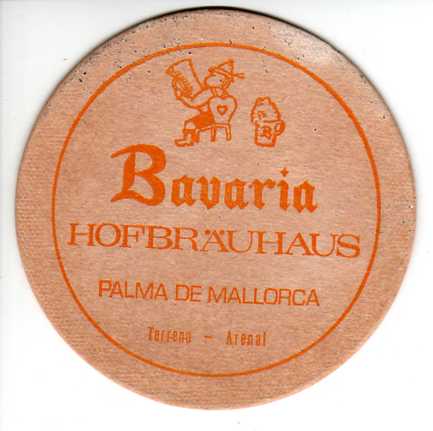 B
Bavaria
HOFBRÄUHAUS
PALMA DE MALLORCA
Terreno - Arenal